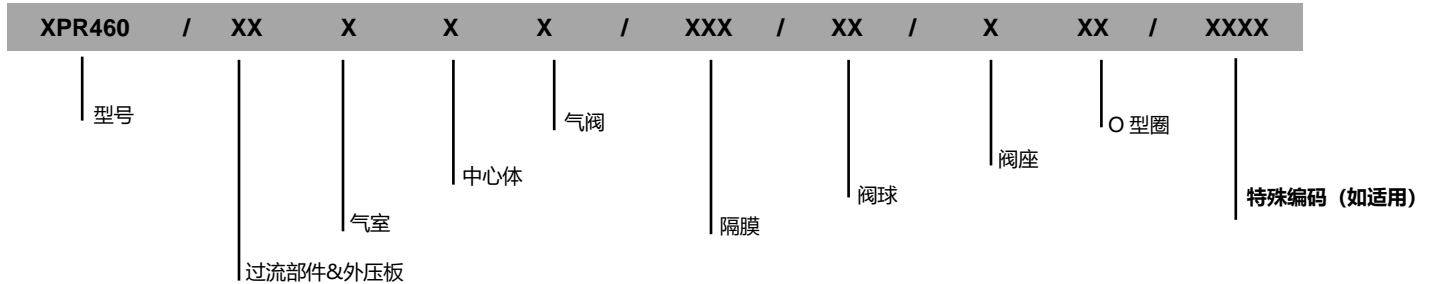 XPR460 / XX X X X / XXX / XX / X XX / XXXX
型号
气阀
O 型圈
阀座
中心体
阀球
特殊编码（如适用）
气室
隔膜
过流部件&外压板